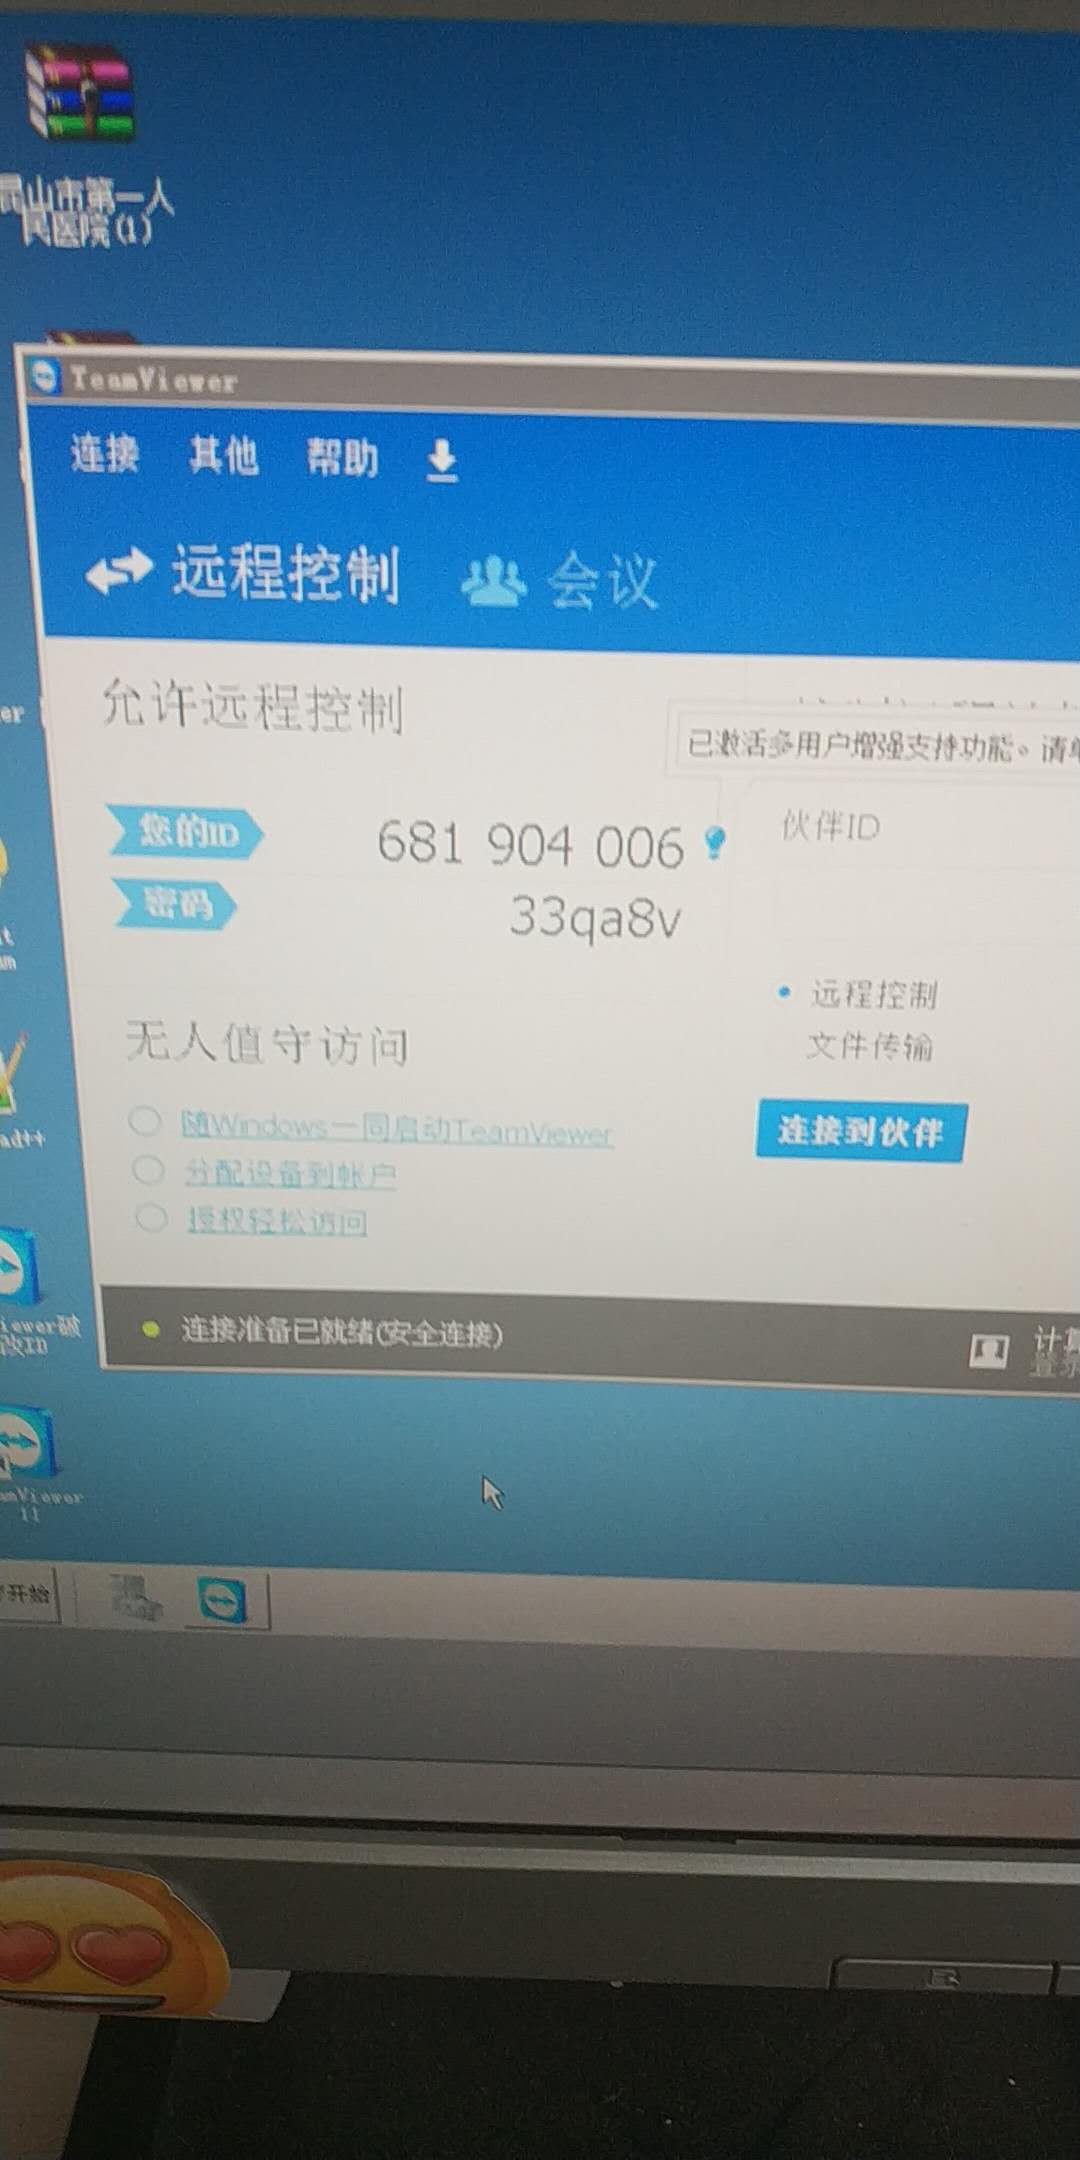 昆山市第一人
民医院(1)
TeamViewer
连接 其他 帮助
远程控制 会议
允许远程控制
已激活多用户增强支持功能。请单
您的ID 681 904 006
伙伴ID
密码 33qa8v
远程控制
文件传输
无人值守访问
随Windows一同启动TeamViewer
分配设备到帐户
授权轻松访问
连接到伙伴
连接准备已就绪(安全连接)
计算
登录
er
ad++
iewer破
改ID
amViewer
11
开始